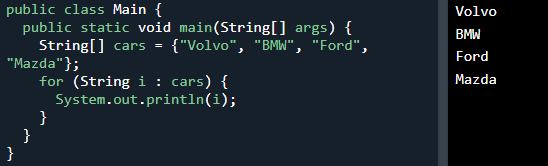 public class Main {
  public static void main(String[] args) {
    String[] cars = {"Volvo", "BMW", "Ford",
"Mazda"};
    for (String i : cars) {
      System.out.println(i);
    }
  }
}
Volvo
BMW
Ford
Mazda